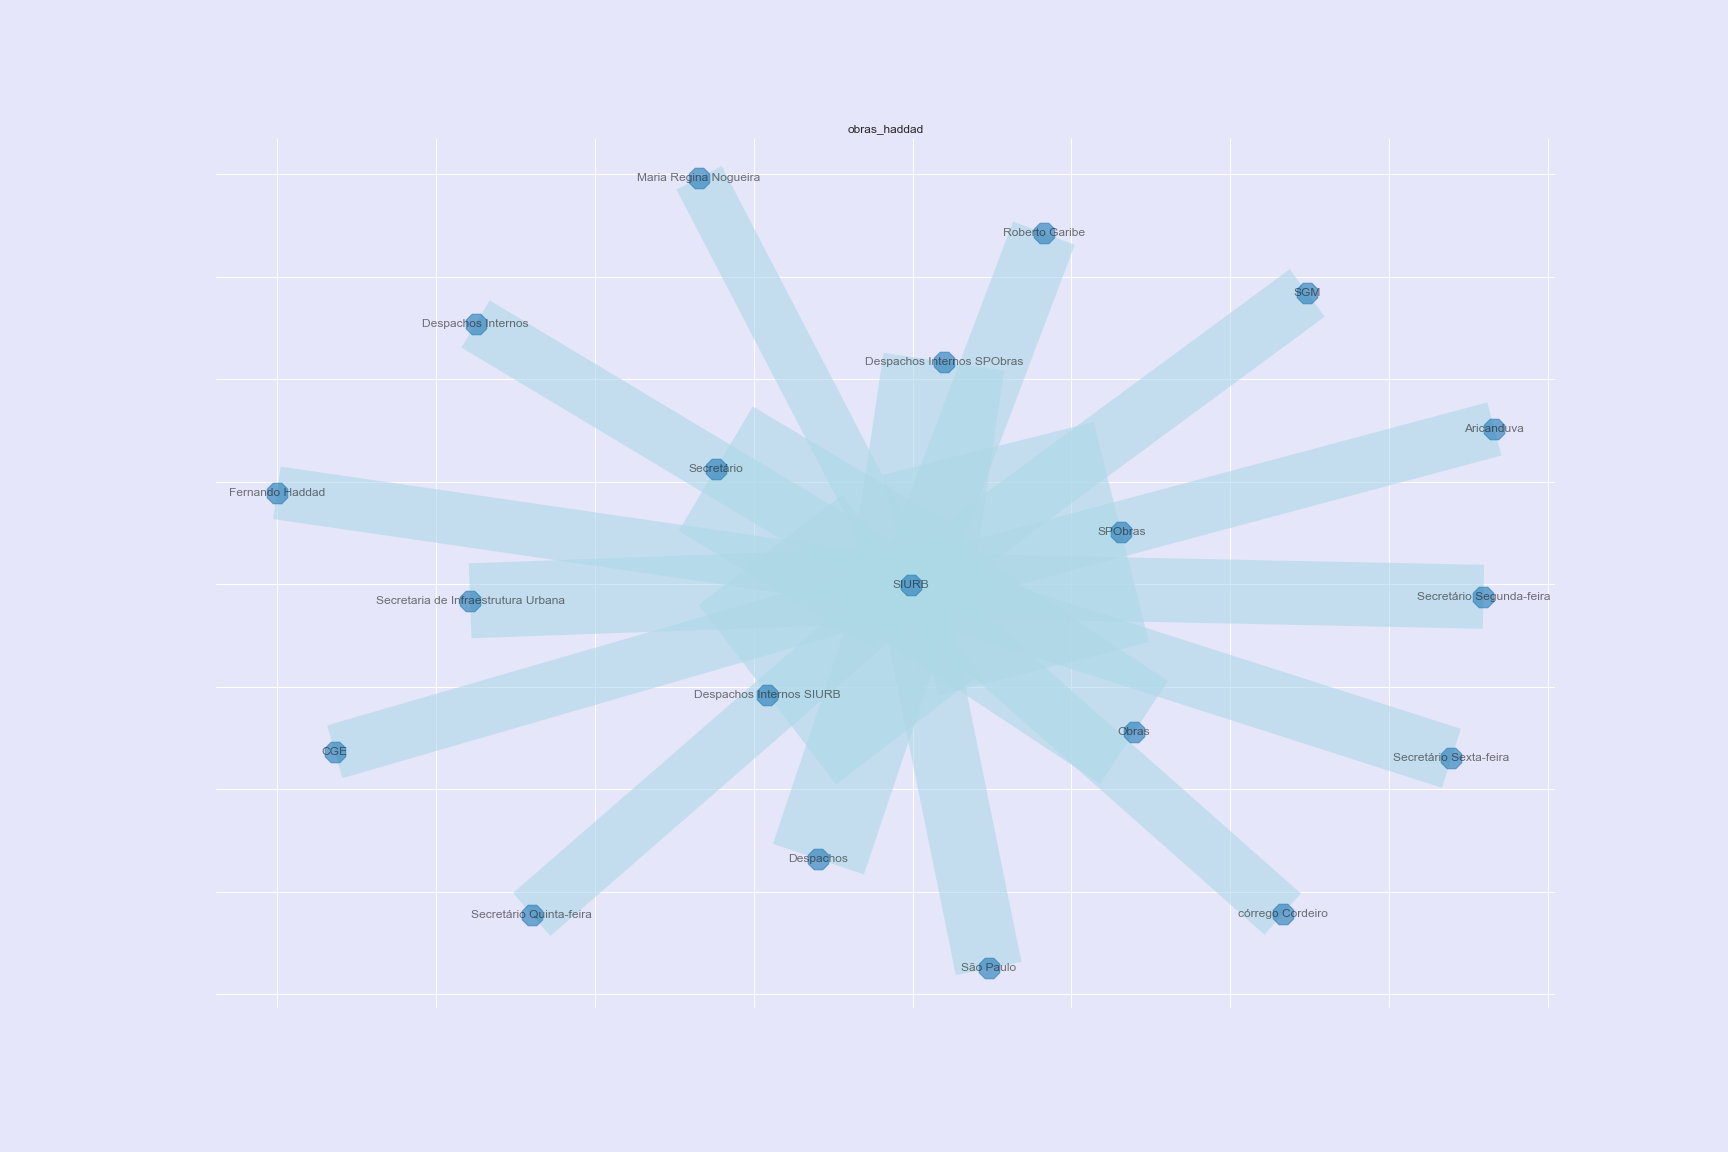 obras_haddad
Maria Regina Nogueira
Roberto Garibe
SGM
Despachos Internos
Despachos Internos SPObras
Aricanduva
Secretário
Fernando Haddad
SPObras
SIURB
Secretário Segunda-feira
Secretaria de Infraestrutura Urbana
Despachos Internos SIURB
Obras
CGE
Secretário Sexta-feira
Despachos
Secretário Quinta-feira
córrego Cordeiro
São Paulo